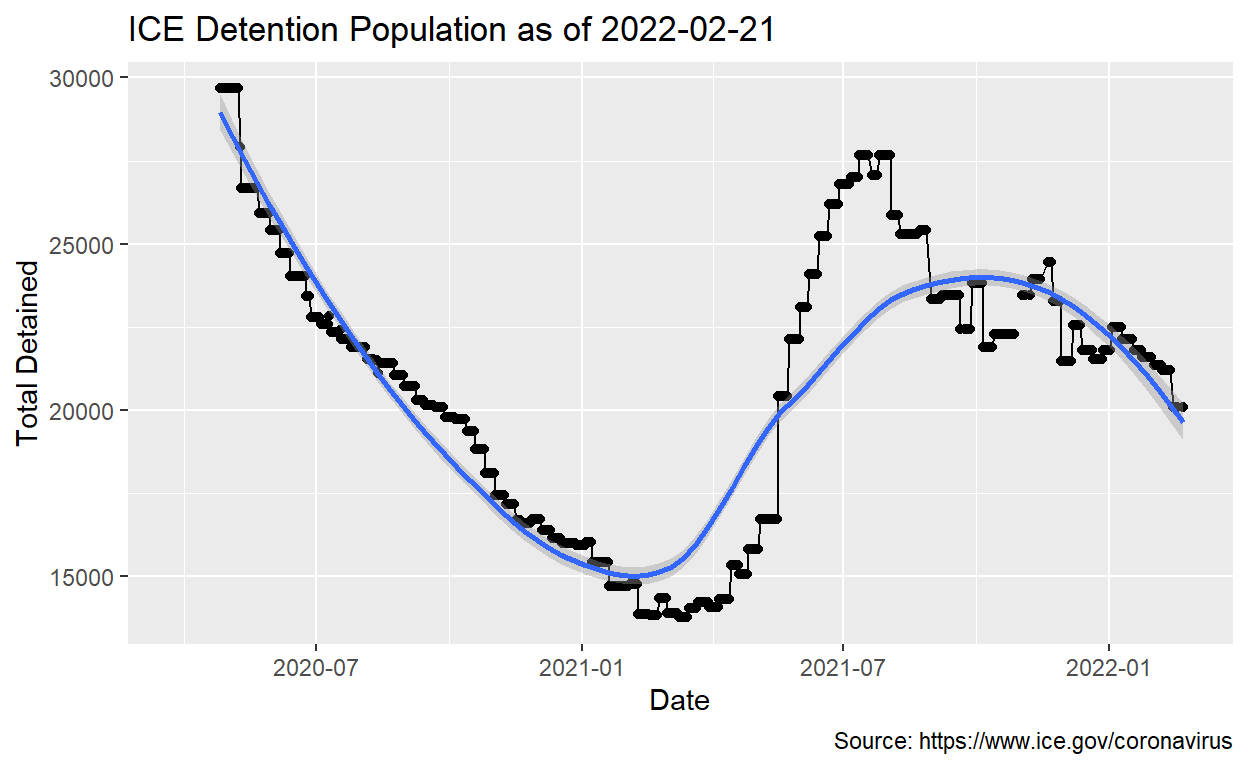 ICE Detention Population as of 2022-02-21
Total Detained
30000
25000
20000
15000
2020-07
2021-01
2021-07
2022-01
Date
Source: https://www.ice.gov/coronavirus